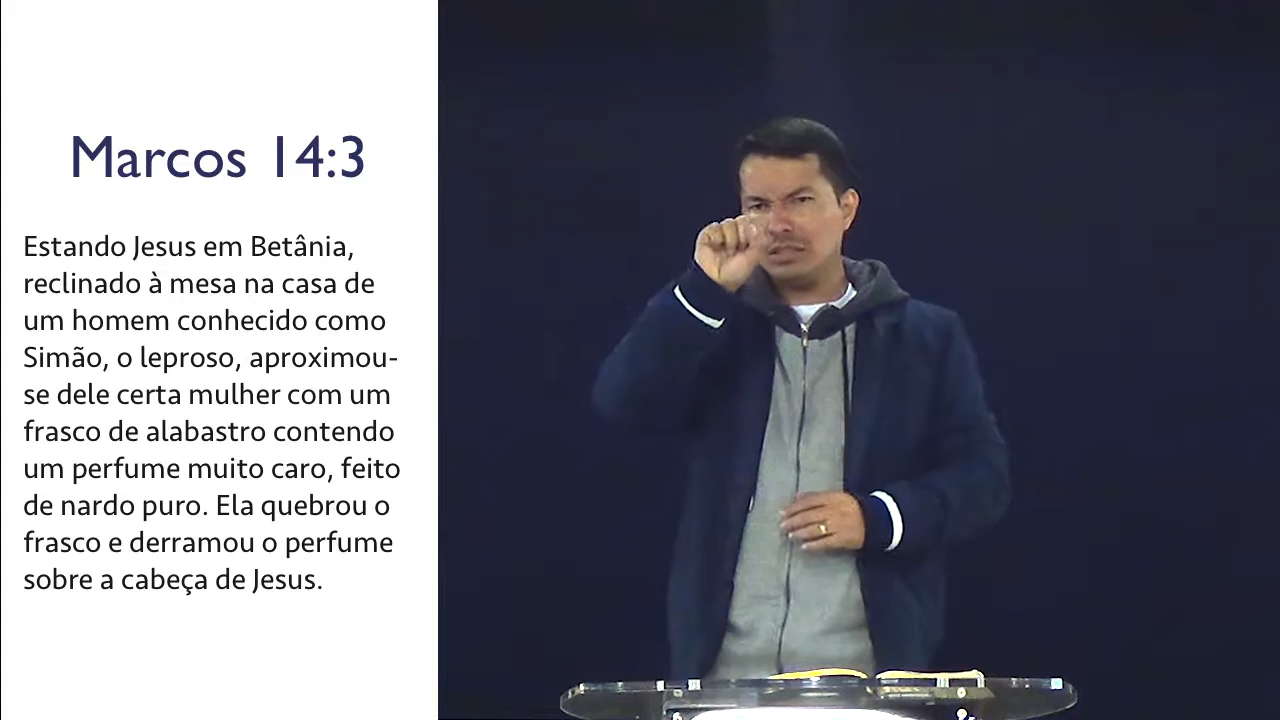 Marcos 14:3
Estando Jesus em Betânia,
reclinado à mesa na casa de
um homem conhecido como
Simão, o leproso, aproximou-
se dele certa mulher com um
frasco de alabastro contendo
um perfume muito caro, feito
de nardo puro. Ela quebrou o
frasco e derramou o perfume
sobre a cabeça de Jesus.